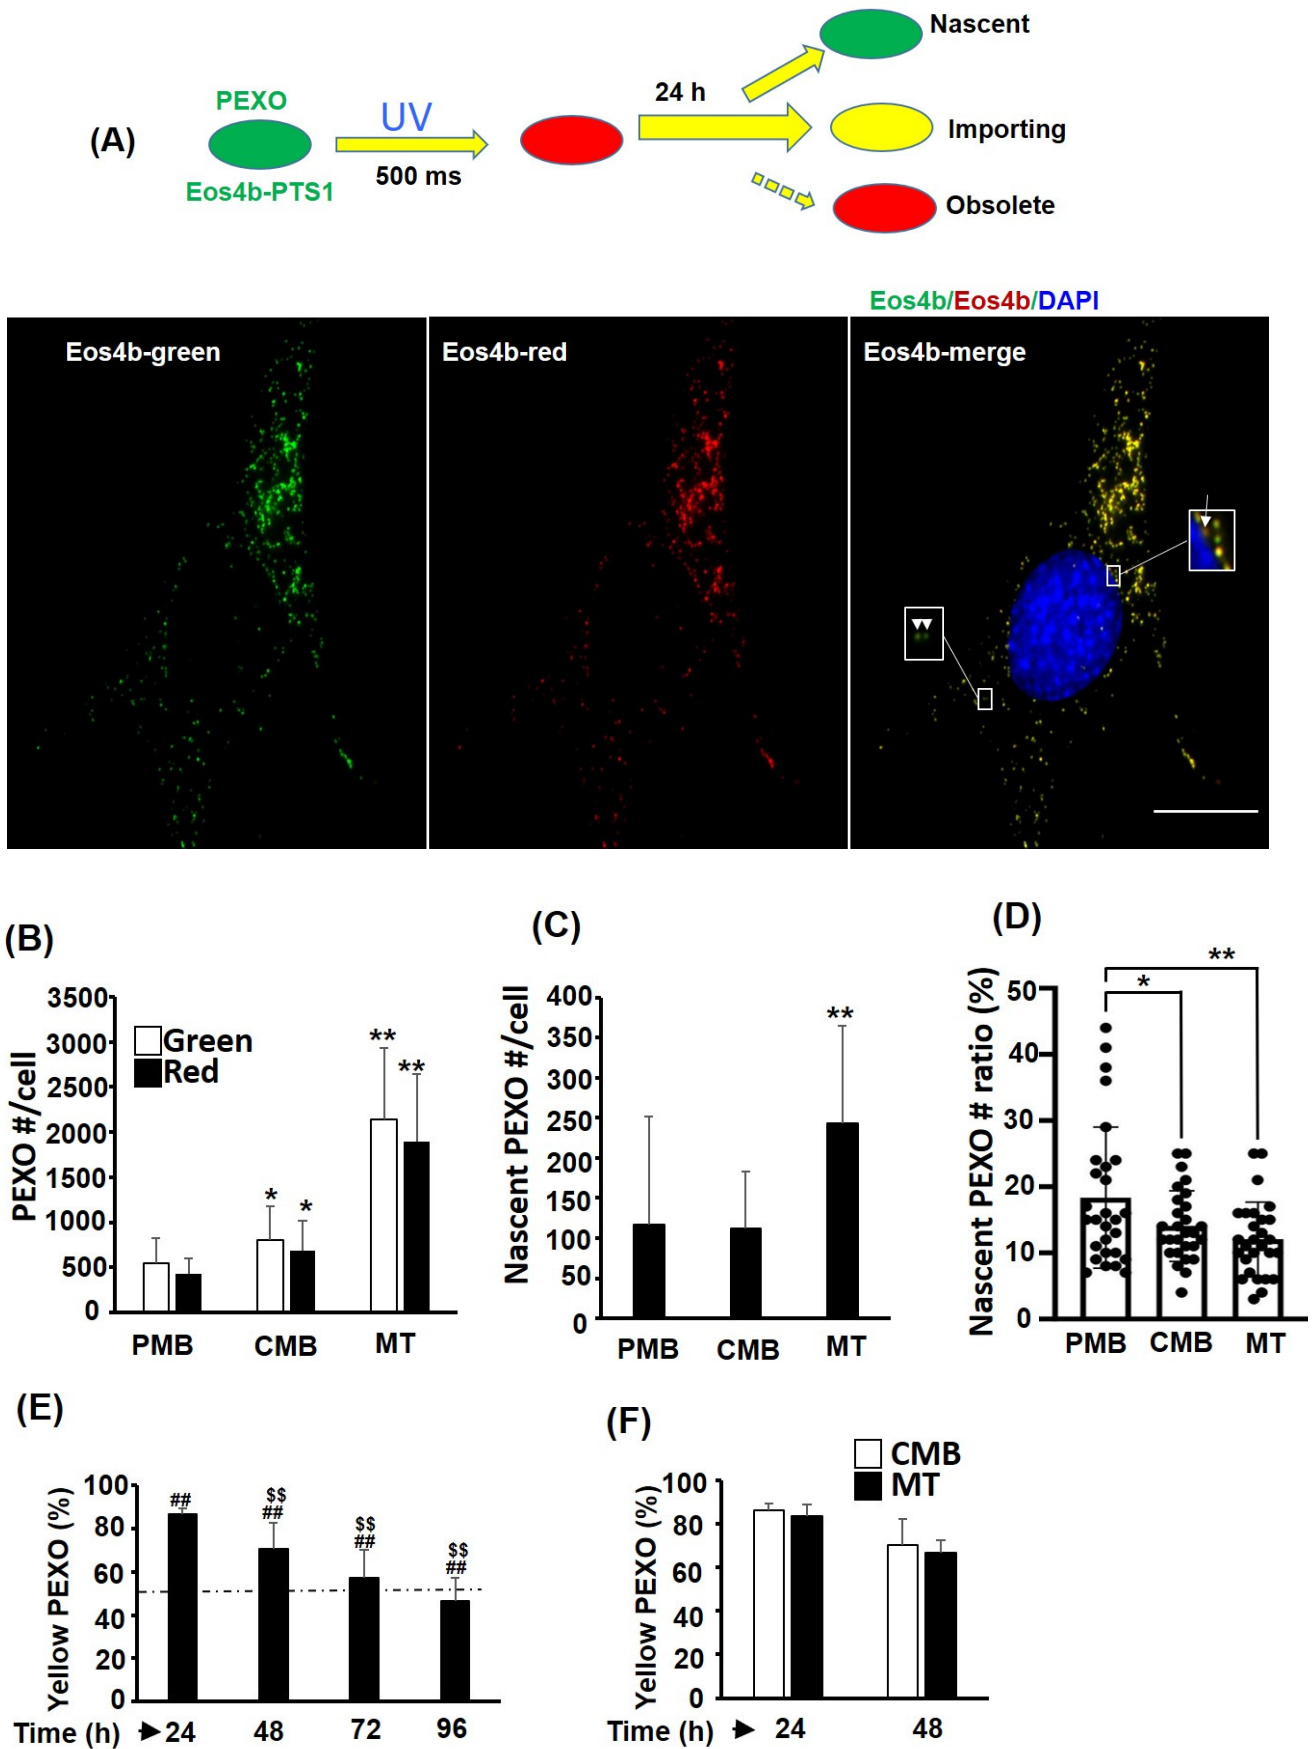 Nascent
24 h
PEXO
UV
(A)
Importing
500 ms
Eos4b-PTS1
Obsolete
Eos4b/Eos4b/DAPI
Eos4b-green
Eos4b-red
Eos4b-merge
(B)
PEXO #/cell
3500
3000
2500
2000
1500
1000
500
0
Green
Red
**
**
*
*
PMB
CMB
MT
(C)
Nascent PEXO #/cell
400
350
300
250
200
150
100
50
0
**
PMB
CMB
MT
(D)
Nascent PEXO # ratio (%)
50
40
30
20
10
0
**
*
PMB
CMB
MT
(E)
Yellow PEXO (%)
100
80
60
40
20
0
##
$$
##
$$
##
$$
##
Time (h)
24
48
72
96
(F)
CMB
MT
Yellow PEXO (%)
100
80
60
40
20
0
Time (h)
24
48